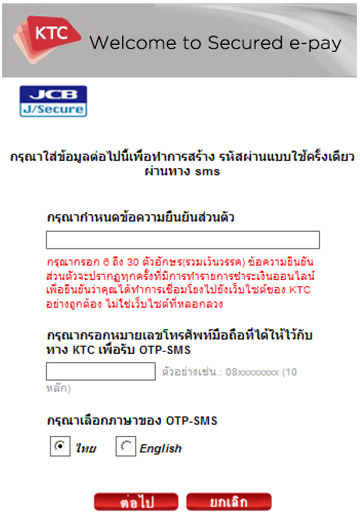 KTC Welcome to Secured e-pay
JCB
J/Secure
กรุณาใส่ข้อมูลต่อไปนี้เพื่อทำการสร้าง รหัสผ่านแบบใช้ครั้งเดียว
ผ่านทาง sms
กรุณากำหนดข้อความยืนยันส่วนตัว
กรุณากรอก 6 ถึง 30 ตัวอักษร(รวมเว้นวรรค) ข้อความยืนยัน
ส่วนตัวจะปรากฏทุกครั้งที่มีการทำรายการชำระเงินออนไลน์
เพื่อยืนยันว่าคุณได้ทำการเชื่อมโยงไปยังเว็บไซต์ของ KTC
อย่างถูกต้อง ไม่ใช่เว็บไซต์ที่หลอกลวง
กรุณากรอกหมายเลขโทรศัพท์มือถือที่ได้ให้ไว้กับ
ทาง KTC เพื่อรับ OTP-SMS
ตัวอย่างเช่น.: 08xxxxxxxx (10
หลัก)
กรุณาเลือกภาษาของ OTP-SMS
ไทย English
ต่อไป ยกเลิก